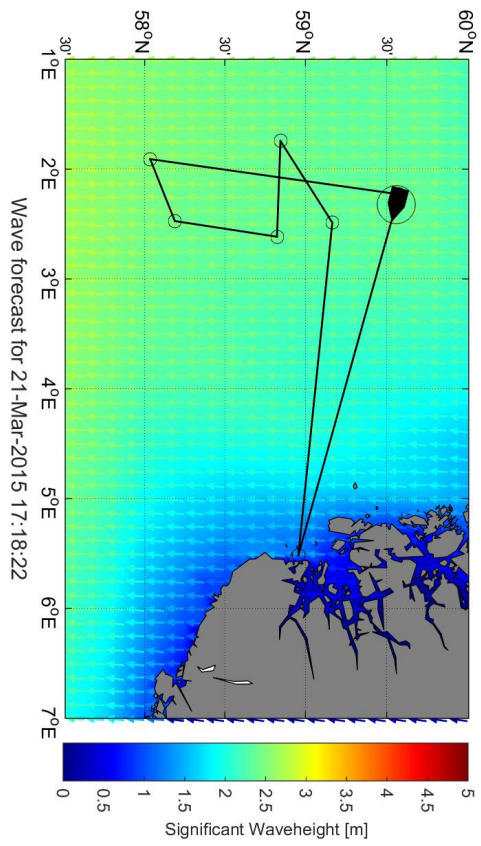 60°N
30'
59°N
30'
58°N
30'
1°E
2°E
3°E
4°E
5°E
6°E
7°E
Wave forecast for 21-Mar-2015 17:18:22
0
0.5
1
1.5
2
2.5
3
3.5
4
4.5
5
Significant Waveheight [m]